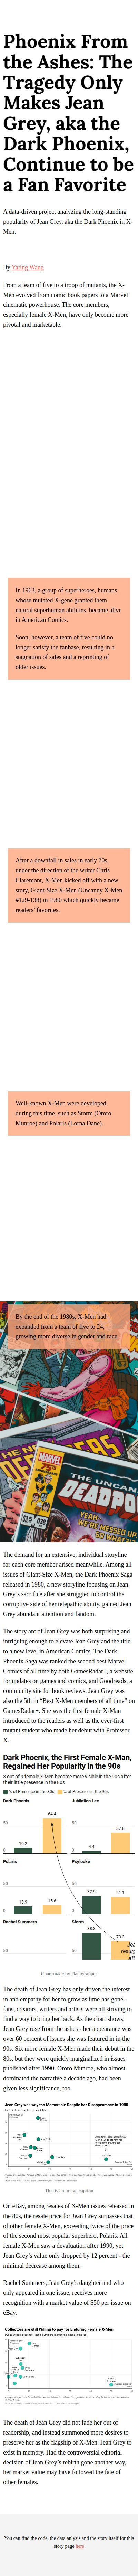 Phoenix From
the Ashes: The
Tragedy Only
Makes Jean
Grey, aka the
Dark Phoenix,
Continue to be
a Fan Favorite
A data-driven project analyzing the long-standing
popularity of Jean Grey, aka the Dark Phoenix in X-
Men.
By Yating Wang
From a team of five to a troop of mutants, the X-
Men evolved from comic book papers to a Marvel
cinematic powerhouse. The core members,
especially female X-Men, have only become more
pivotal and marketable.
In 1963, a group of superheroes, humans
whose mutated X-gene granted them
natural superhuman abilities, became alive
in American Comics.
Soon, however, a team of five could no
longer satisfy the fanbase, resulting in a
stagnation of sales and a reprinting of
older issues.
After a downfall in sales in early 70s,
under the direction of the writer Chris
Claremont, X-Men kicked off with a new
story, Giant-Size X-Men (Uncanny X-Men
#129-138) in 1980 which quickly became
readers' favorites.
Well-known X-Men were developed
during this time, such as Storm (Ororo
Munroe) and Polaris (Lorna Dane).
By the end of the 1980s, X-Men had
expanded from a team of five to 24,
growing more diverse in gender and race.
MARVEL
THE UNCANNY
DEADPOOL
YEAH!
The demand for an extensive, individual storyline
for each core member arised meanwhile. Among all
issues of Giant-Size X-Men, the Dark Phoenix Saga
released in 1980, a new storyline focusing on Jean
Grey's sacrifice after she struggled to control the
corruptive side of her telepathic ability, gained Jean
Grey abundant attention and fandom.
The story arc of Jean Grey was both surprising and
intriguing enough to elevate Jean Grey and the title
to a new level in American Comics. The Dark
Phoenix Saga was ranked the second best Marvel
Comics of all time by both GamesRadar+, a website
for updates on games and comics, and Goodreads, a
community site for book reviews. Jean Grey was
also the 5th in “Best X-Men members of all time” on
GamesRadar+. She was the first female X-Man
introduced to the readers as well as the ever-first
mutant student who made her debut with Professor
X.
Dark Phoenix, the First Female X-Man,
Regained Her Popularity in the 90s
3 out of 6 female X-Men become more visible in the 90s after
their little presence in the 80s
% of Presence in the 80s % of Presence in the 90s
Dark Phoenix Jubilation Lee
50 10.2 64.4 50 4.4 37.8
0 0
Polaris Psylocke
50 13.9 15.6 50 32.9 31.1
0 0
Rachel Summers Storm
50 50 88.3 73.3
Chart made by Datawrapper
The death of Jean Grey has only driven the interest
in and empathy for her to grow as time has gone -
fans, creators, writers, and artists were all striving to
find a way to bring her back. As the chart shows,
Jean Grey rose from the ashes - her appearance was
over 60 percent of issues she was featured in in the
90s. Six more female X-Men made their debut in the
80s, but they were quickly marginalized in issues
published after 1990. Ororo Munroe, who almost
dominated the narrative a decade ago, had been
given less significance, too.
Jean Grey was way too Memorable Despite her Disappearance in 1980
This is an image caption
On eBay, among resales of X-Men issues released in
the 80s, the resale price for Jean Grey surpasses that
of other female X-Men, exceeding twice of the price
of the second most popular superhero, Polaris. All
female X-Men saw a devaluation after 1990, yet
Jean Grey's value only dropped by 12 percent - the
minimal decrease among them.
Rachel Summers, Jean Grey's daughter and who
only appeared in one issue, receives more
recognition with a market value of $50 per issue on
eBay.
Collectors are still Willing to pay for Enduring Female X-Men
The death of Jean Grey did not fade her out of
readership, and instead summoned more desires to
preserve her as the flagship of X-Men. Jean Grey to
exist in memory. Had the controversial editorial
decision of Jean Grey's rebirth gone another way,
her market value may have followed the fate of
other females.
You can find the code, the data anlysis and the story itself for this
story page here